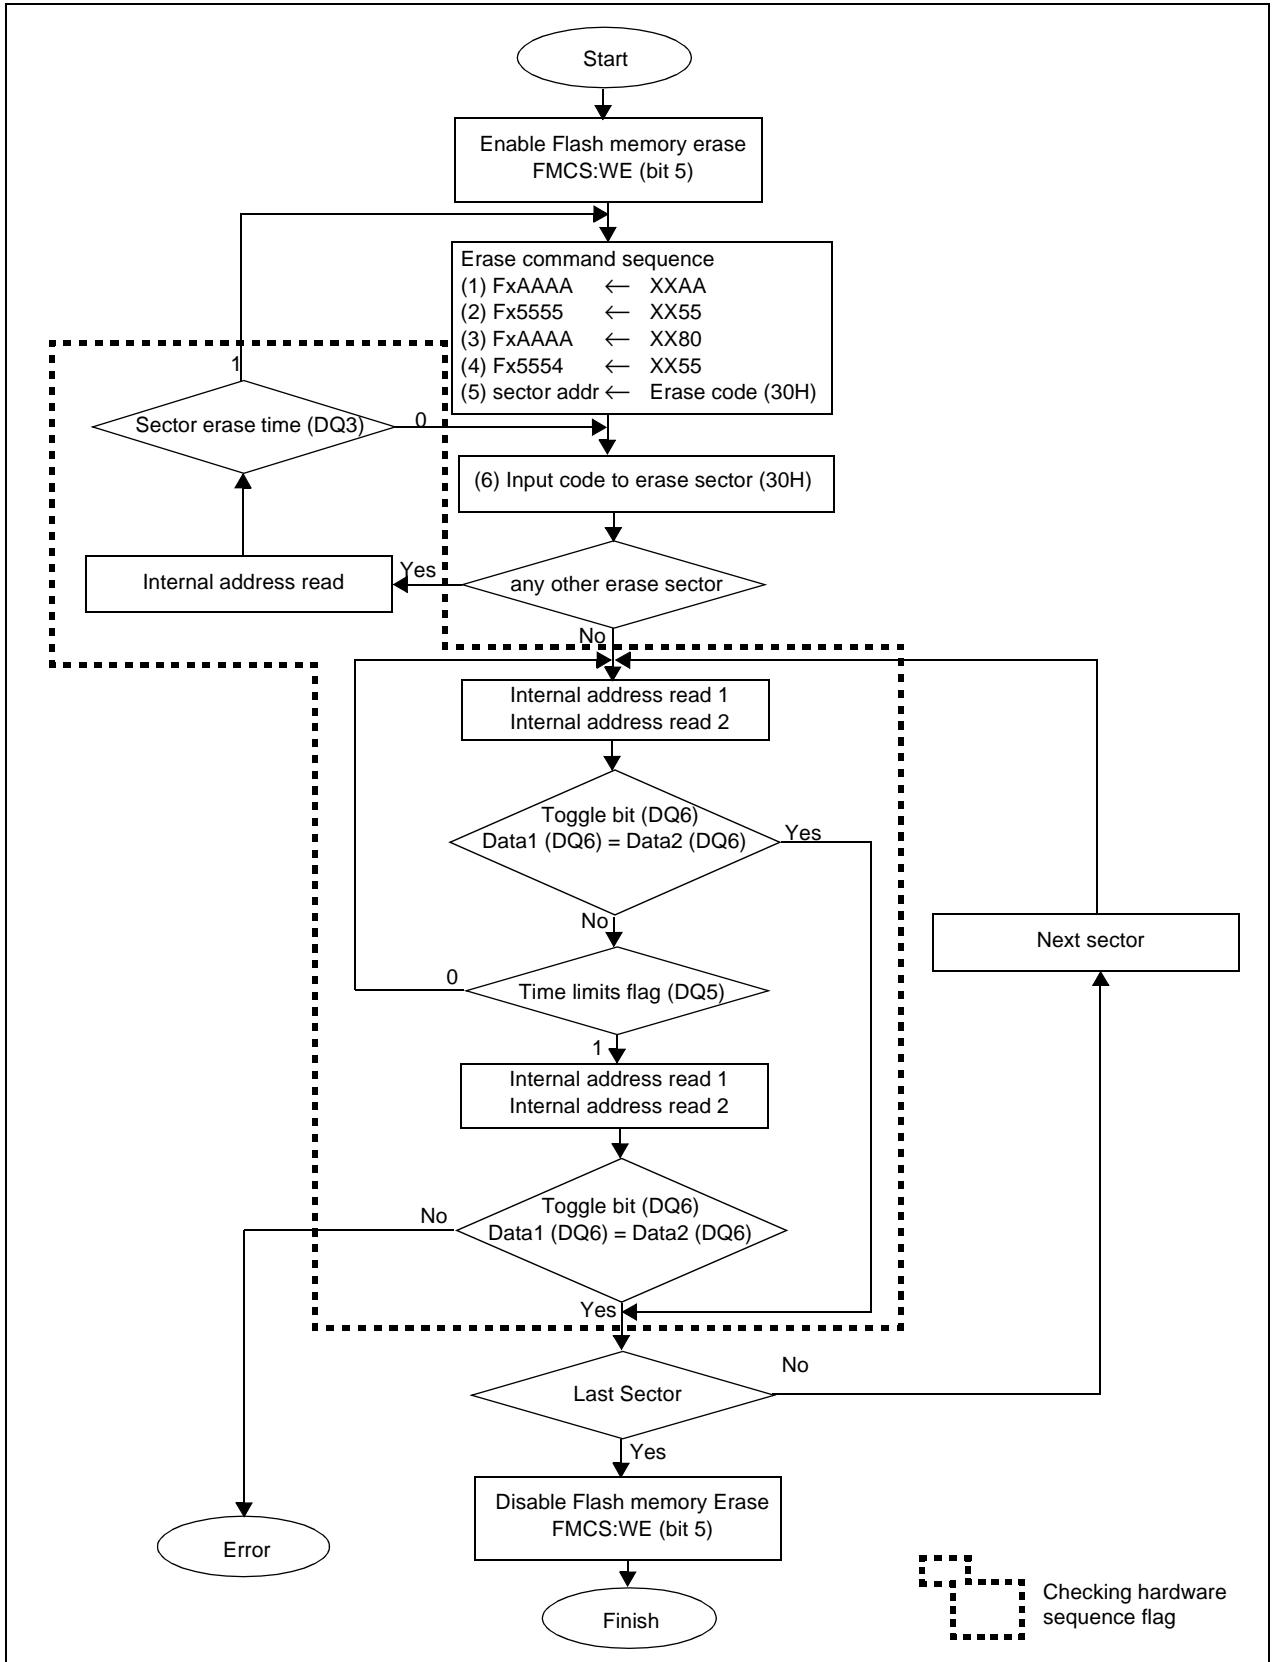 Start
Enable Flash memory erase
FMCS:WE (bit 5)
Erase command sequence
(1) FxAAAA ← XXAA
(2) Fx5555 ← XX55
(3) FxAAAA ← XX80
(4) Fx5554 ← XX55
(5) sector addr ← Erase code (30H)
1
Sector erase time (DQ3)
0
(6) Input code to erase sector (30H)
Internal address read
Yes
any other erase sector
No
Internal address read 1
Internal address read 2
Toggle bit (DQ6)
Data1 (DQ6) = Data2 (DQ6)
Yes
No
Next sector
0
Time limits flag (DQ5)
1
Internal address read 1
Internal address read 2
Toggle bit (DQ6)
Data1 (DQ6) = Data2 (DQ6)
No
Yes
No
Last Sector
Yes
Disable Flash memory Erase
FMCS:WE (bit 5)
Error
Finish
Checking hardware
sequence flag